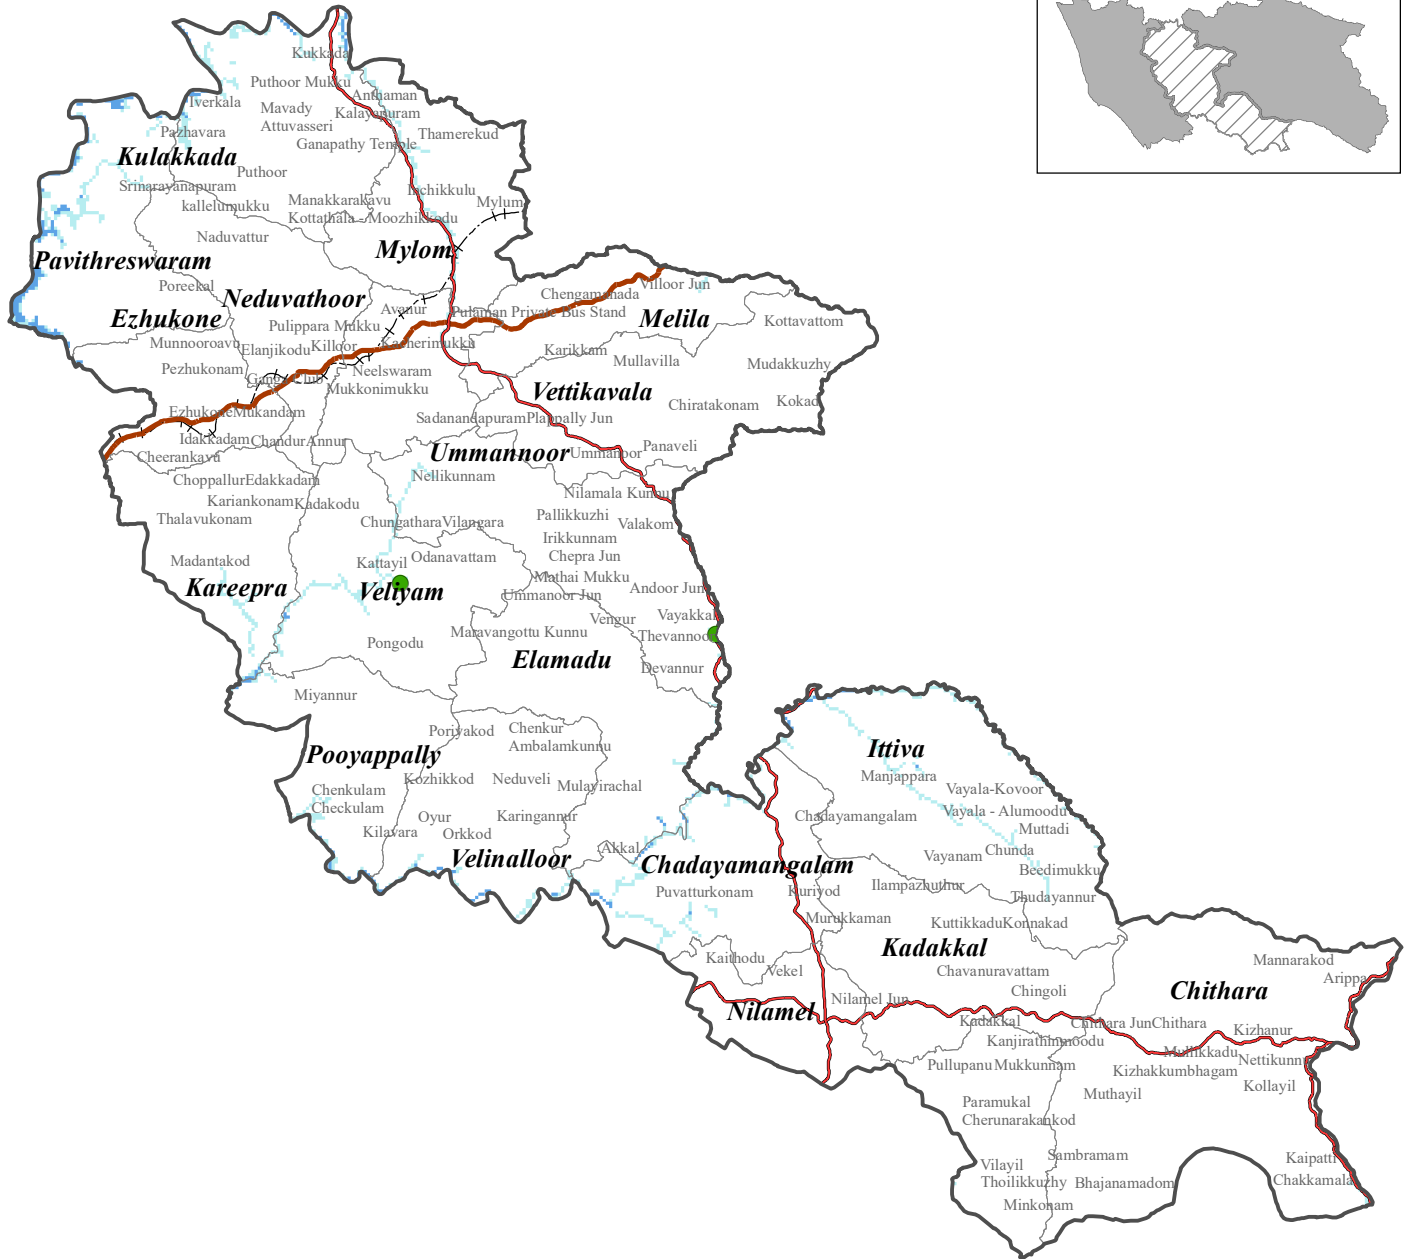 Kukkada
Puthoor Mukku
Anthaman
Iverkala
Mavady
Kalayapuram
Attuvasseri
Pazhavara
Thamerekud
Ganapathy Temple
Kulakkada
Puthoor
Srinarayanapuram
Inchikkulu
Manakkarakavu
Mylum
kallelumukku
Kottathala - Moozhikkodu
Naduvattur
Mylom
Pavithreswaram
Poreekal
Villoor Jun
Neduvathoor
Chengamanada
Avanur
Pulaman Private Bus Stand
Ezhukone
Melila
Kottavattom
Pulippara Mukku
Munnooroavu
Elanjikodu
Killoor
Kacherimukku
Karikkam
Mullavilla
Mudakkuzhy
Pezhukonam
Neelswaram
Ganga Club
Mukkonimukku
Vettikavala
Kokad
Chiratakonam
Ezhukone
Mukandam
Sadanandapuram
Plappally Jun
Idakkadam
Chandur
Annur
Panaveli
Ummannoor
Ummanoor
Cheerankavu
Nellikunnam
Choppallur
Edakkadam
Nilamala Kunnu
Kariankonam
Kadakodu
Pallikkuzhi
Thalavukonam
Chungathara
Vilangara
Valakom
Irikkunnam
Odanavattam
Chepra Jun
Madantakod
Kattayil
Mathai Mukku
Kareepra
Veliyam
Andoor Jun
Ummanoor Jun
Vayakkal
Vengur
Maravangottu Kunnu
Thevannoor
Pongodu
Elamadu
Devannur
Miyannur
Poriyakod
Chenkur
Ambalamkunnu
Ittiva
Pooyappally
Manjappara
Kozhikkod
Neduveli
Mulayirachal
Chenkulam
Vayala-Kovoor
Checkulam
Oyur
Karingannur
Chadayamangalam
Vayala - Alumoodu
Kilavara
Orkkod
Muttadi
Akkal
Chunda
Velinalloor
Chadayamangalam
Vayanam
Beedimukku
Puvatturkonam
Kuriyod
Ilampazhuthur
Thudayannur
Murukkaman
Kuttikkadu
Konnakad
Kadakkal
Kaithodu
Mannarakod
Vekel
Chavanuravattam
Arippa
Chingoli
Chithara
Nilamel Jun
Nilamel
Kadakkal
Chithara Jun
Chithara
Kizhanur
Kanjirathinmoodu
Mullikkadu
Nettikunnu
Pullupanu
Mukkunnam
Kizhakkumbhagam
Kollayil
Muthayil
Paramukal
Cherunarakankod
Sambramam
Kaipatti
Vilayil
Thoilikkuzhy
Bhajanamadom
Chakkamala
Minkonam